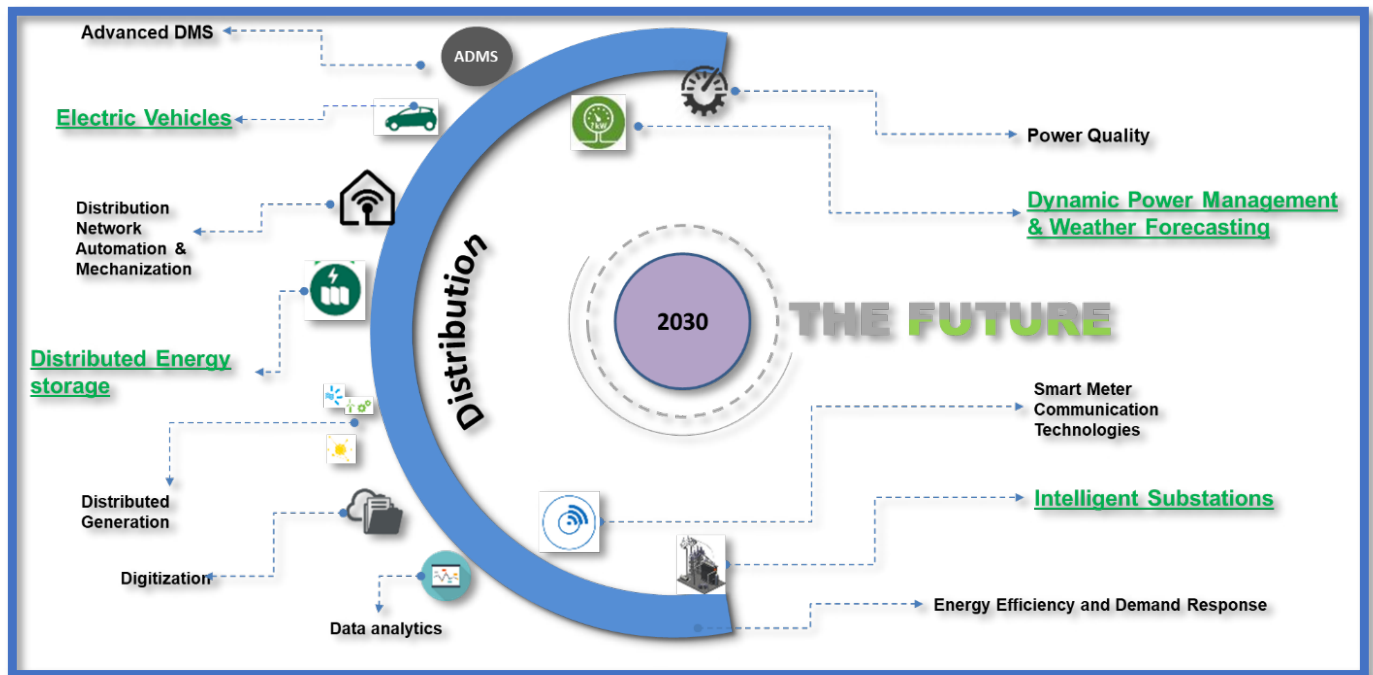 Advanced DMS
ADMS
Electric Vehicles
1kW
Power Quality
Distribution
Network
Automation &
Mechanization
Dynamic Power Management
& Weather Forecasting
Distribution
2030
THE FUTURE
Distributed Energy
storage
Smart Meter
Communication
Technologies
Distributed
Generation
Intelligent Substations
Digitization
Energy Efficiency and Demand Response
Data analytics